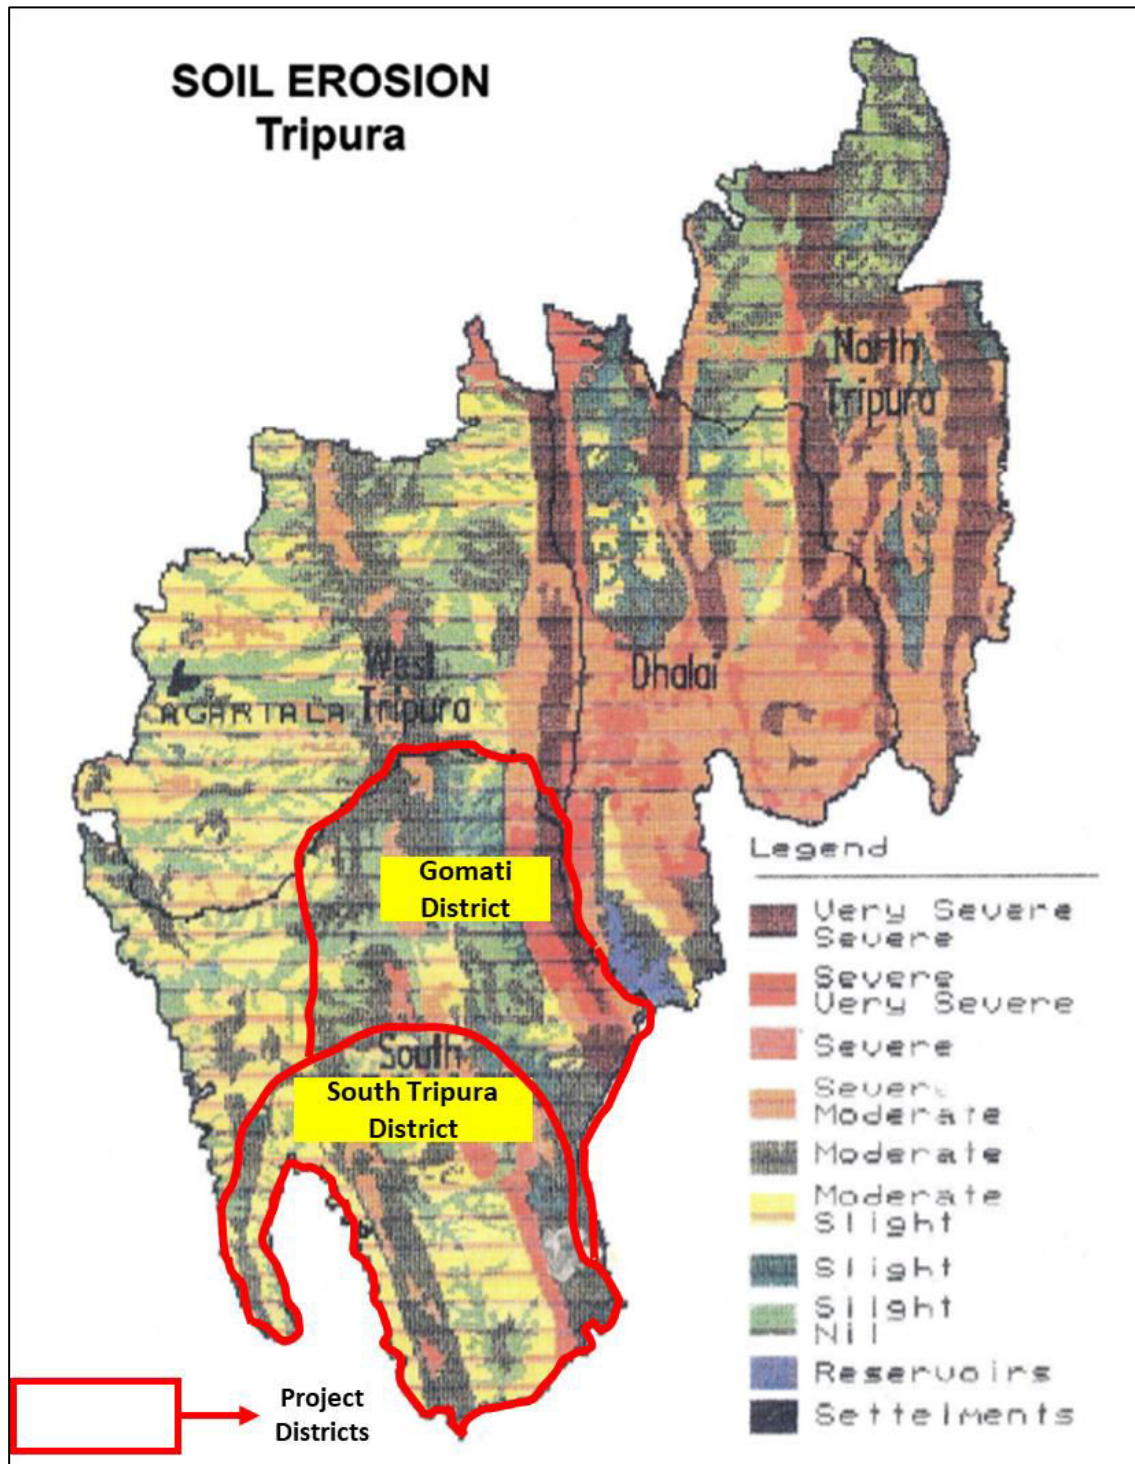 SOIL EROSION
Tripura
North
Tripura
West
Tripura
Dhalai
AGARTALA
Gomati
District
South
South Tripura
District
Legend
Very Severe
Severe
Severe
Very Severe
Severe
Severe
Moderate
Moderate
Moderate
Slight
Slight
Slight
Nil
Reservoirs
Settelments
Project
Districts